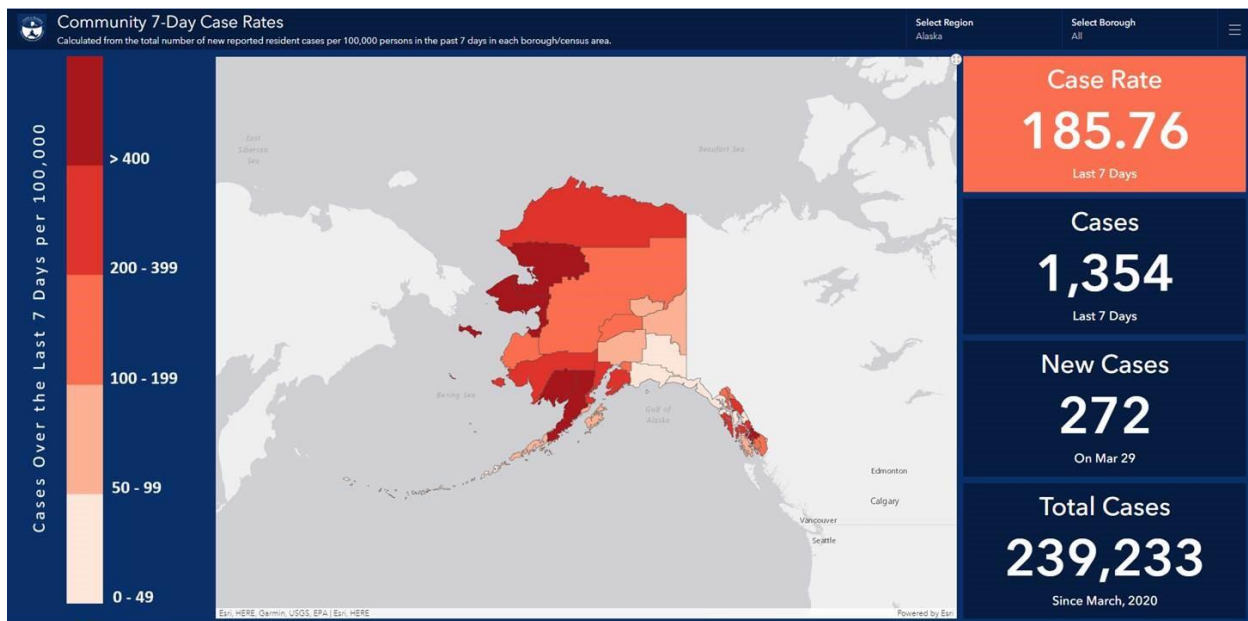 Community 7-Day Case Rates
Calculated from the total number of new reported resident cases per 100,000 persons in the past 7 days in each borough/census area.
Select Region
Alaska
Select Borough
All
Cases Over the Last 7 Days per 100,000
> 400
200 - 399
100 - 199
50 - 99
0 - 49
East
Siberian
Sea
Beaufort Sea
Bering Sea
Gulf of
Alaska
Edmonton
Calgary
Vancouver
Seattle
Esri, HERE, Garmin, USGS, EPA | Esri, HERE
Powered by Esri
Case Rate
185.76
Last 7 Days
Cases
1,354
Last 7 Days
New Cases
272
On Mar 29
Total Cases
239,233
Since March, 2020